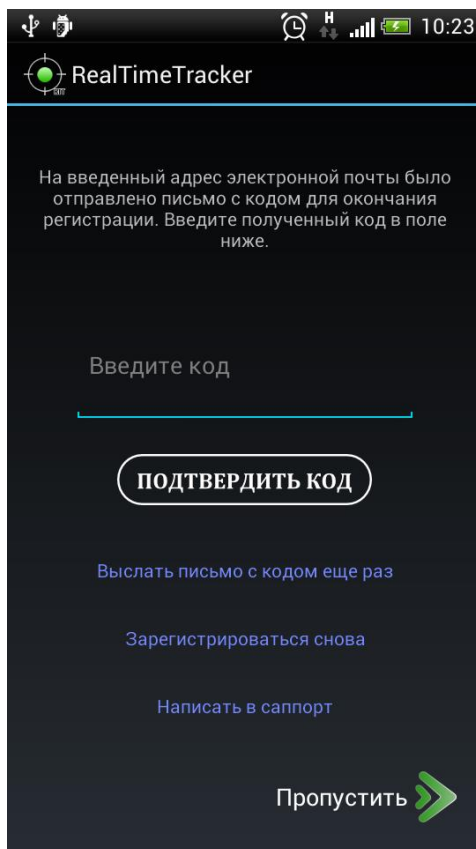 H 10:23
RealTimeTracker
На введенный адрес электронной почты было
отправлено письмо с кодом для окончания
регистрации. Введите полученный код в поле
ниже.
Введите код
ПОДТВЕРДИТЬ КОД
Выслать письмо с кодом еще раз
Зарегистрироваться снова
Написать в саппорт
Пропустить